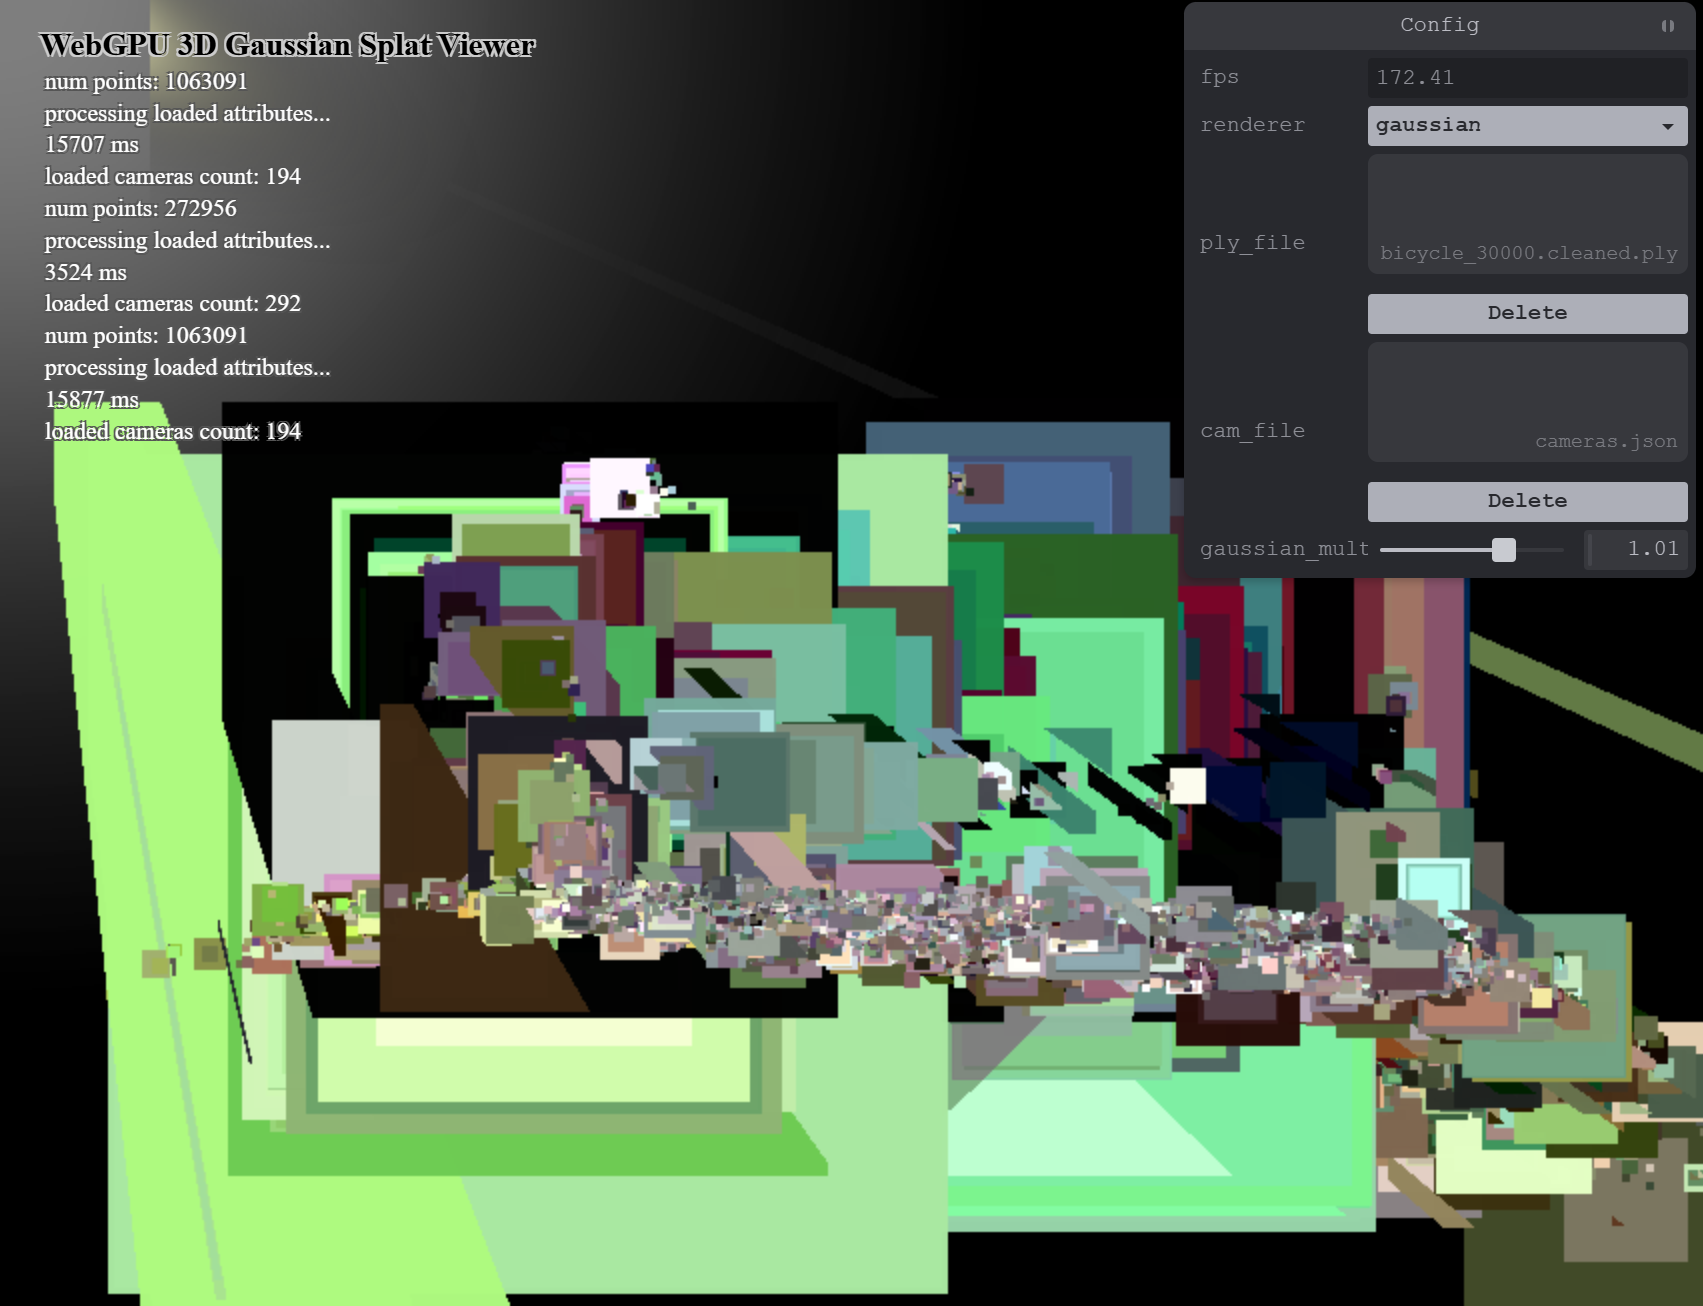 WebGPU 3D Gaussian Splat Viewer
num points: 1063091
processing loaded attributes...
15707 ms
loaded cameras count: 194
num points: 272956
processing loaded attributes...
3524 ms
loaded cameras count: 292
num points: 1063091
processing loaded attributes...
15877 ms
loaded cameras count: 194
Config
fps 172.41
renderer gaussian
ply_file bicycle_30000.cleaned.ply
Delete
cam_file cameras.json
Delete
gaussian_mult 1.01